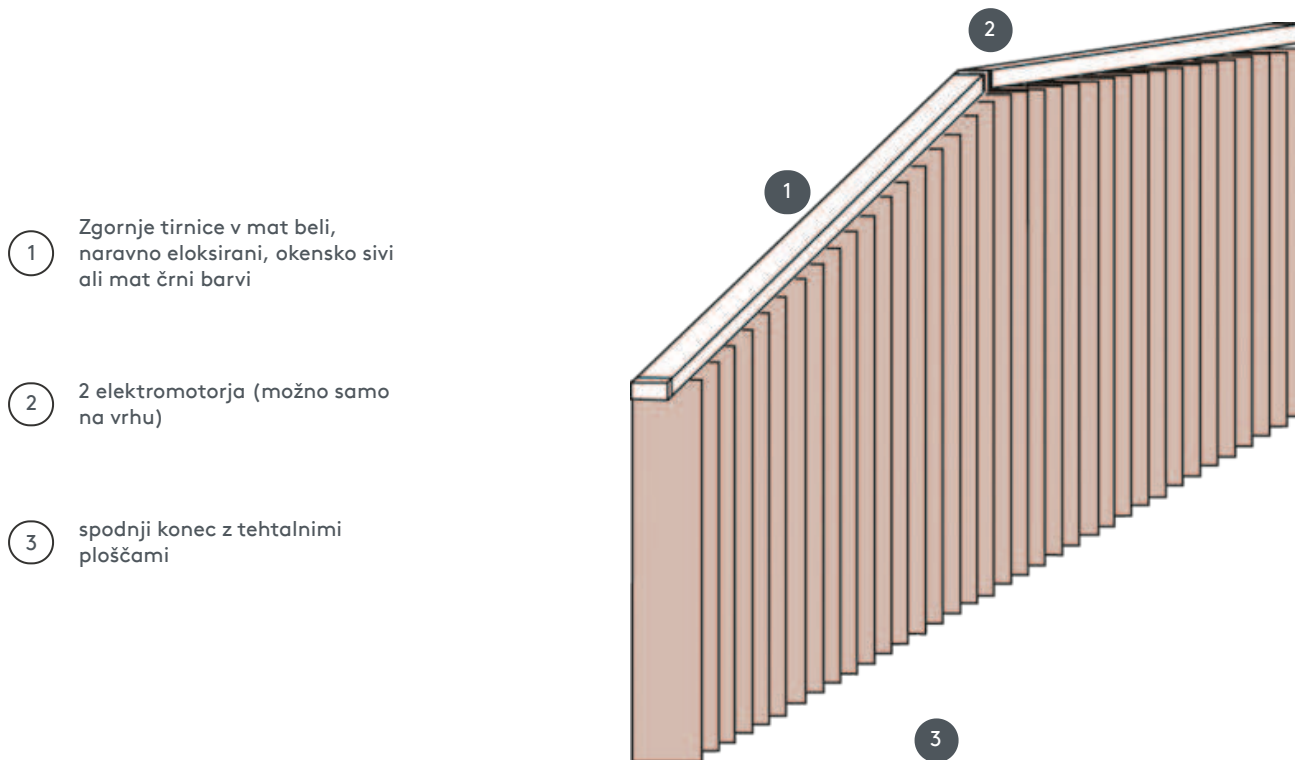 1
Zgornje tirnice v mat beli,
naravno eloksirani, okensko sivi
ali mat črni barvi
2
2 elektromotorja (možno samo
na vrhu)
3
spodnji konec z tehtalnimi
ploščami
2
1
3